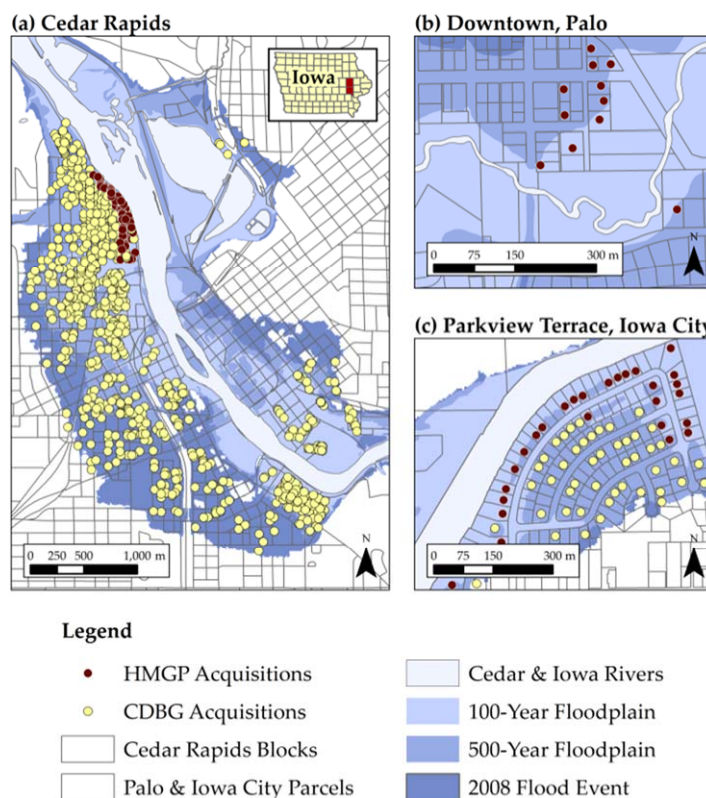 (a) Cedar Rapids
Iowa
N
0 250 500 1,000 m
(b) Downtown, Palo
N
0 75 150 300 m
(c) Parkview Terrace, Iowa City
N
0 75 150 300 m
Legend
HMGP Acquisitions
CDBG Acquisitions
Cedar Rapids Blocks
Palo & Iowa City Parcels
Cedar & Iowa Rivers
100-Year Floodplain
500-Year Floodplain
2008 Flood Event